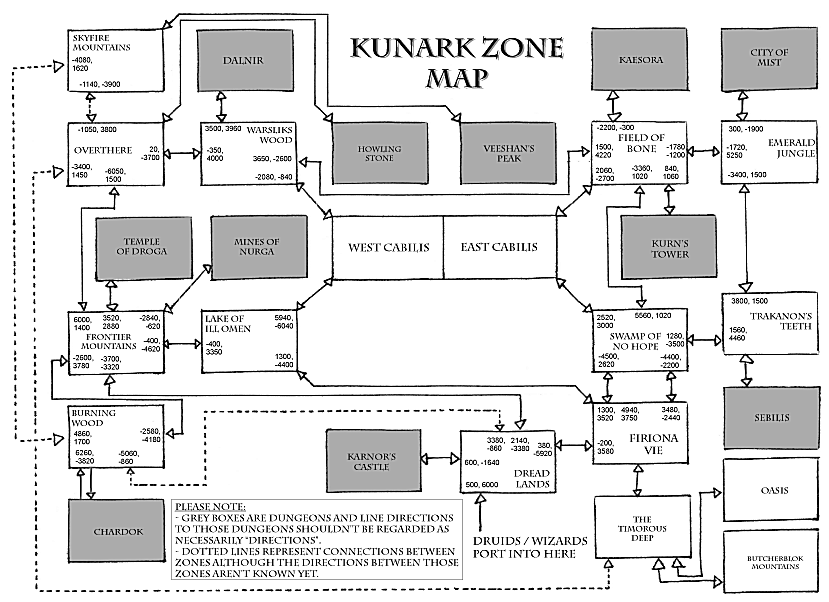 KUNARK ZONE
MAP
SKYFIRE
MOUNTAINS
-4080,
1620
-1140, -3900
DALNIR
KAESORA
CITY OF
MIST
-1050, 3800
OVERTHERE
20,
-3700
-3400,
1450
-6050,
1500
3500, 3960
WARSLIKS
WOOD
-350,
4000
3650, -2600
-2080, -840
HOWLING
STONE
VEESHAN'S
PEAK
-2200, -300
FIELD OF
BONE
1500,
4220
-1780
-1200
2060,
-2700
-3360,
1020
840,
1060
300, -1900
-1720,
5250
EMERALD
JUNGLE
-3400, 1500
TEMPLE
OF DROGA
MINES OF
NURGA
WEST CABILIS
EAST CABILIS
KURN'S
TOWER
6000,
1400
3520,
2880
-2840,
-620
FRONTIER
MOUNTAINS
-400,
-4620
-2600,
3780
-3700,
-3320
LAKE OF
ILL OMEN
5940,
-6040
-400,
3350
1300,
-4400
2520,
3000
5560, 1020
SWAMP OF
NO HOPE
1280,
-3500
-4500
2620
-4400
-2200
3800, 1500
TRAKANON'S
TEETH
1560,
4460
BURNING
WOOD
-2580,
-4180
4860,
1700
6260,
-3820
-5060,
-860
KARNOR'S
CASTLE
3380,
-860
2140,
-3380
380,
-5920
600, -1640
DREAD
LANDS
500, 6000
1300,
3520
4940,
3750
3480,
-2440
-200,
3580
FIRIONA
VIE
SEBILIS
CHARDOK
PLEASE NOTE:
- GREY BOXES ARE DUNGEONS AND LINE DIRECTIONS
TO THOSE DUNGEONS SHOULDN'T BE REGARDED AS
NECESSARILY "DIRECTIONS".
- DOTTED LINES REPRESENT CONNECTIONS BETWEEN
ZONES ALTHOUGH THE DIRECTIONS BETWEEN THOSE
ZONES AREN'T KNOWN YET.
DRUIDS / WIZARDS
PORT INTO HERE
THE
TIMOROUS
DEEP
OASIS
BUTCHERBLOK
MOUNTAINS